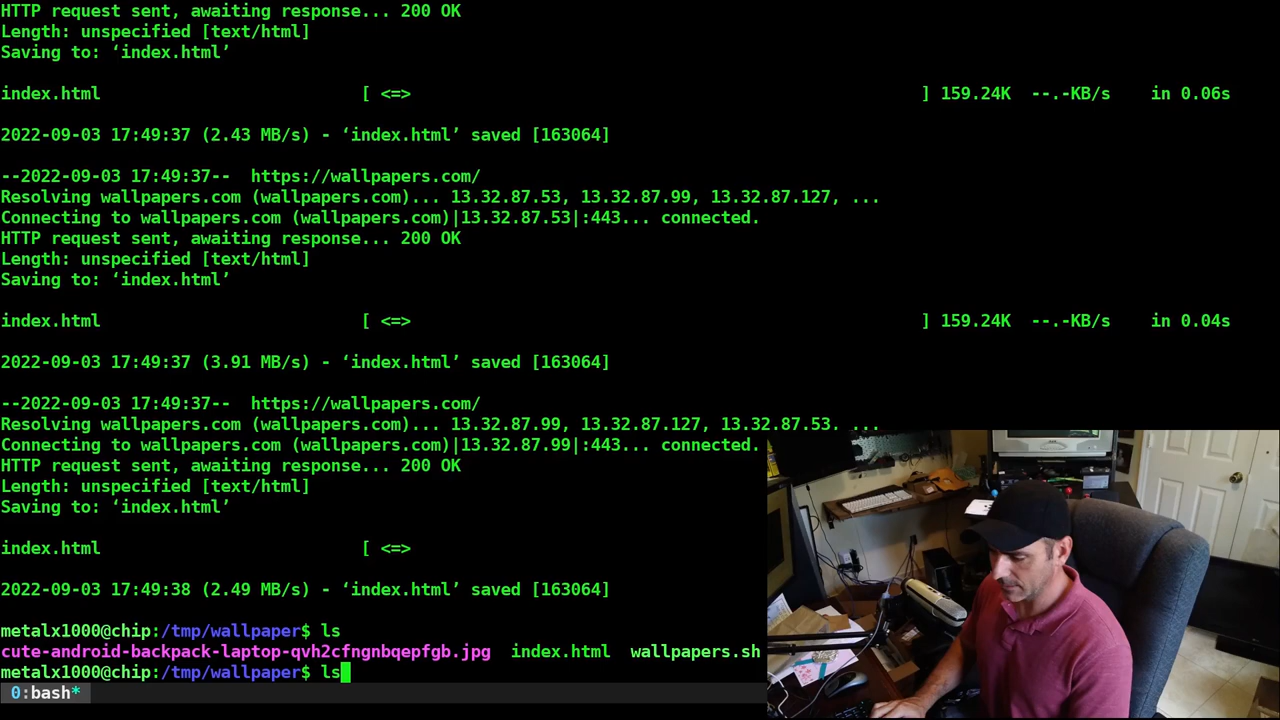 HTTP request sent, awaiting response... 200 OK
Length: unspecified [text/html]
Saving to: ‘index.html’
index.html [ <=> ] 159.24K --.-KB/s in 0.06s
2022-09-03 17:49:37 (2.43 MB/s) - ‘index.html’ saved [163064]
--2022-09-03 17:49:37-- https://wallpapers.com/
Resolving wallpapers.com (wallpapers.com)... 13.32.87.53, 13.32.87.99, 13.32.87.127, ...
Connecting to wallpapers.com (wallpapers.com)|13.32.87.53|:443... connected.
HTTP request sent, awaiting response... 200 OK
Length: unspecified [text/html]
Saving to: ‘index.html’
index.html [ <=> ] 159.24K --.-KB/s in 0.04s
2022-09-03 17:49:37 (3.91 MB/s) - ‘index.html’ saved [163064]
--2022-09-03 17:49:37-- https://wallpapers.com/
Resolving wallpapers.com (wallpapers.com)... 13.32.87.99, 13.32.87.127, 13.32.87.53, ...
Connecting to wallpapers.com (wallpapers.com)|13.32.87.99|:443... connected.
HTTP request sent, awaiting response... 200 OK
Length: unspecified [text/html]
Saving to: ‘index.html’
index.html [ <=>
2022-09-03 17:49:38 (2.49 MB/s) - ‘index.html’ saved [163064]
metalx1000@chip:/tmp/wallpaper$ ls
cute-android-backpack-laptop-qvh2cfngnbqepfgb.jpg index.html wallpapers.sh
metalx1000@chip:/tmp/wallpaper$ ls
0:bash*